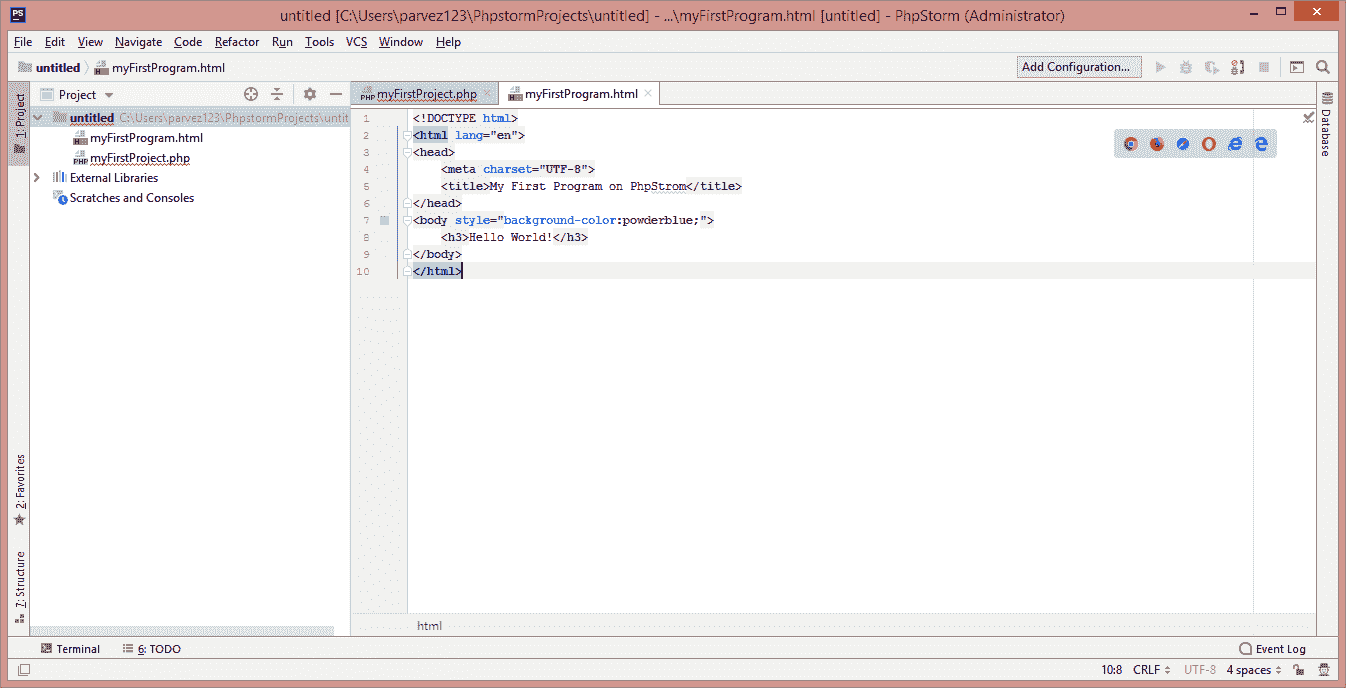 PS untitled [C:\Users\parvez123\PhpstormProjects\untitled] - ...\myFirstProgram.html [untitled] - PhpStorm (Administrator)
File Edit View Navigate Code Refactor Run Tools VCS Window Help
untitled myFirstProgram.html Add Configuration...
1: Project
Project
untitled C:\Users\parvez123\PhpstormProjects\untit
myFirstProgram.html
myFirstProject.php
External Libraries
Scratches and Consoles
myFirstProject.php myFirstProgram.html
1 <!DOCTYPE html>
2 <html lang="en">
3 <head>
4 <meta charset="UTF-8">
5 <title>My First Program on PhpStrom</title>
6 </head>
7 <body style="background-color:powderblue;">
8 <h3>Hello World!</h3>
9 </body>
10 </html>
html
Database
2: Favorites
7: Structure
Terminal 6: TODO Event Log
10:8 CRLF UTF-8 4 spaces